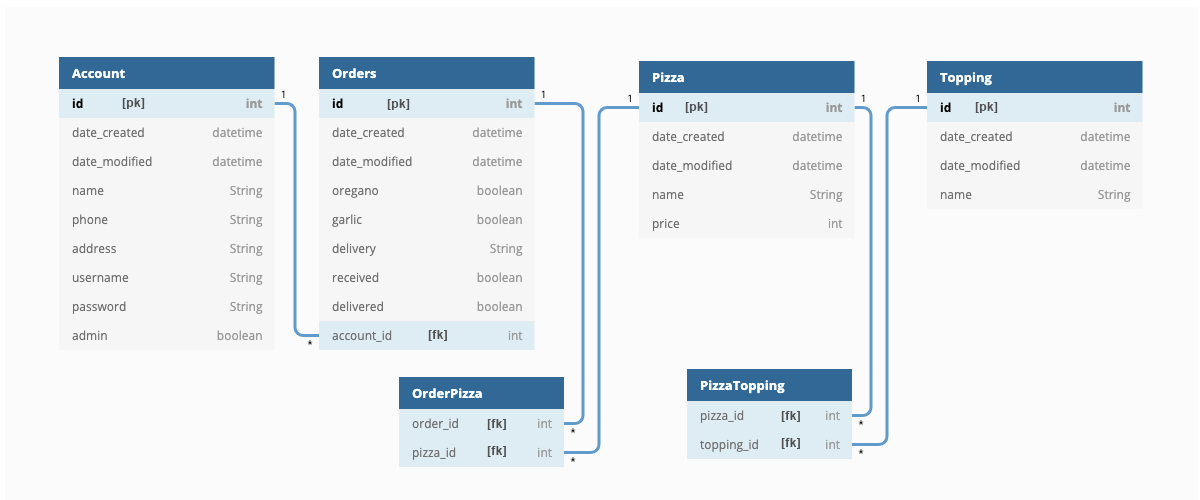 Account
id [pk] int
date_created datetime
date_modified datetime
name String
phone String
address String
username String
password String
admin boolean
1
*
Orders
id [pk] int
date_created datetime
date_modified datetime
oregano boolean
garlic boolean
delivery String
received boolean
delivered boolean
account_id [fk] int
1
1
Pizza
id [pk] int
date_created datetime
date_modified datetime
name String
price int
1
1
Topping
id [pk] int
date_created datetime
date_modified datetime
name String
OrderPizza
order_id [fk] int
*
pizza_id [fk] int
*
PizzaTopping
pizza_id [fk] int
*
topping_id [fk] int
*